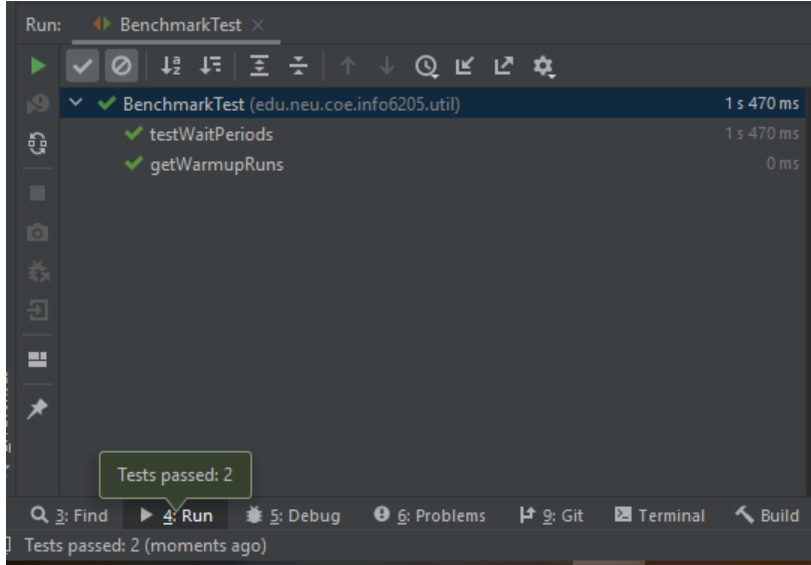 Run: BenchmarkTest
BenchmarkTest (edu.neu.coe.info6205.util) 1 s 470 ms
testWaitPeriods 1 s 470 ms
getWarmupRuns 0 ms
Tests passed: 2
3: Find 4: Run 5: Debug 6: Problems 9: Git Terminal Build
Tests passed: 2 (moments ago)